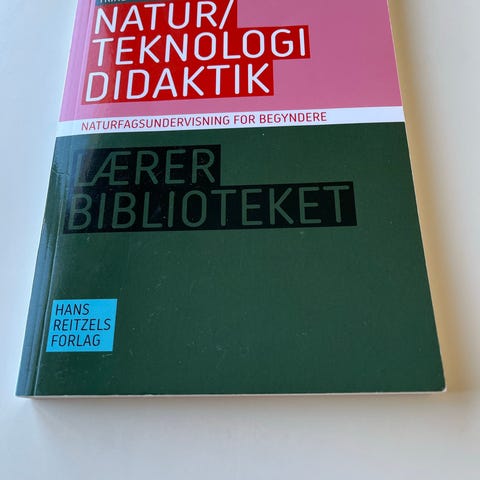 NATUR/
TEKNOLOGI
DIDAKTIK
NATURFAGSUNDERVISNING FOR BEGYNDERE
LÆRER
BIBLIOTEKET
HANS
REITZELS
FORLAG